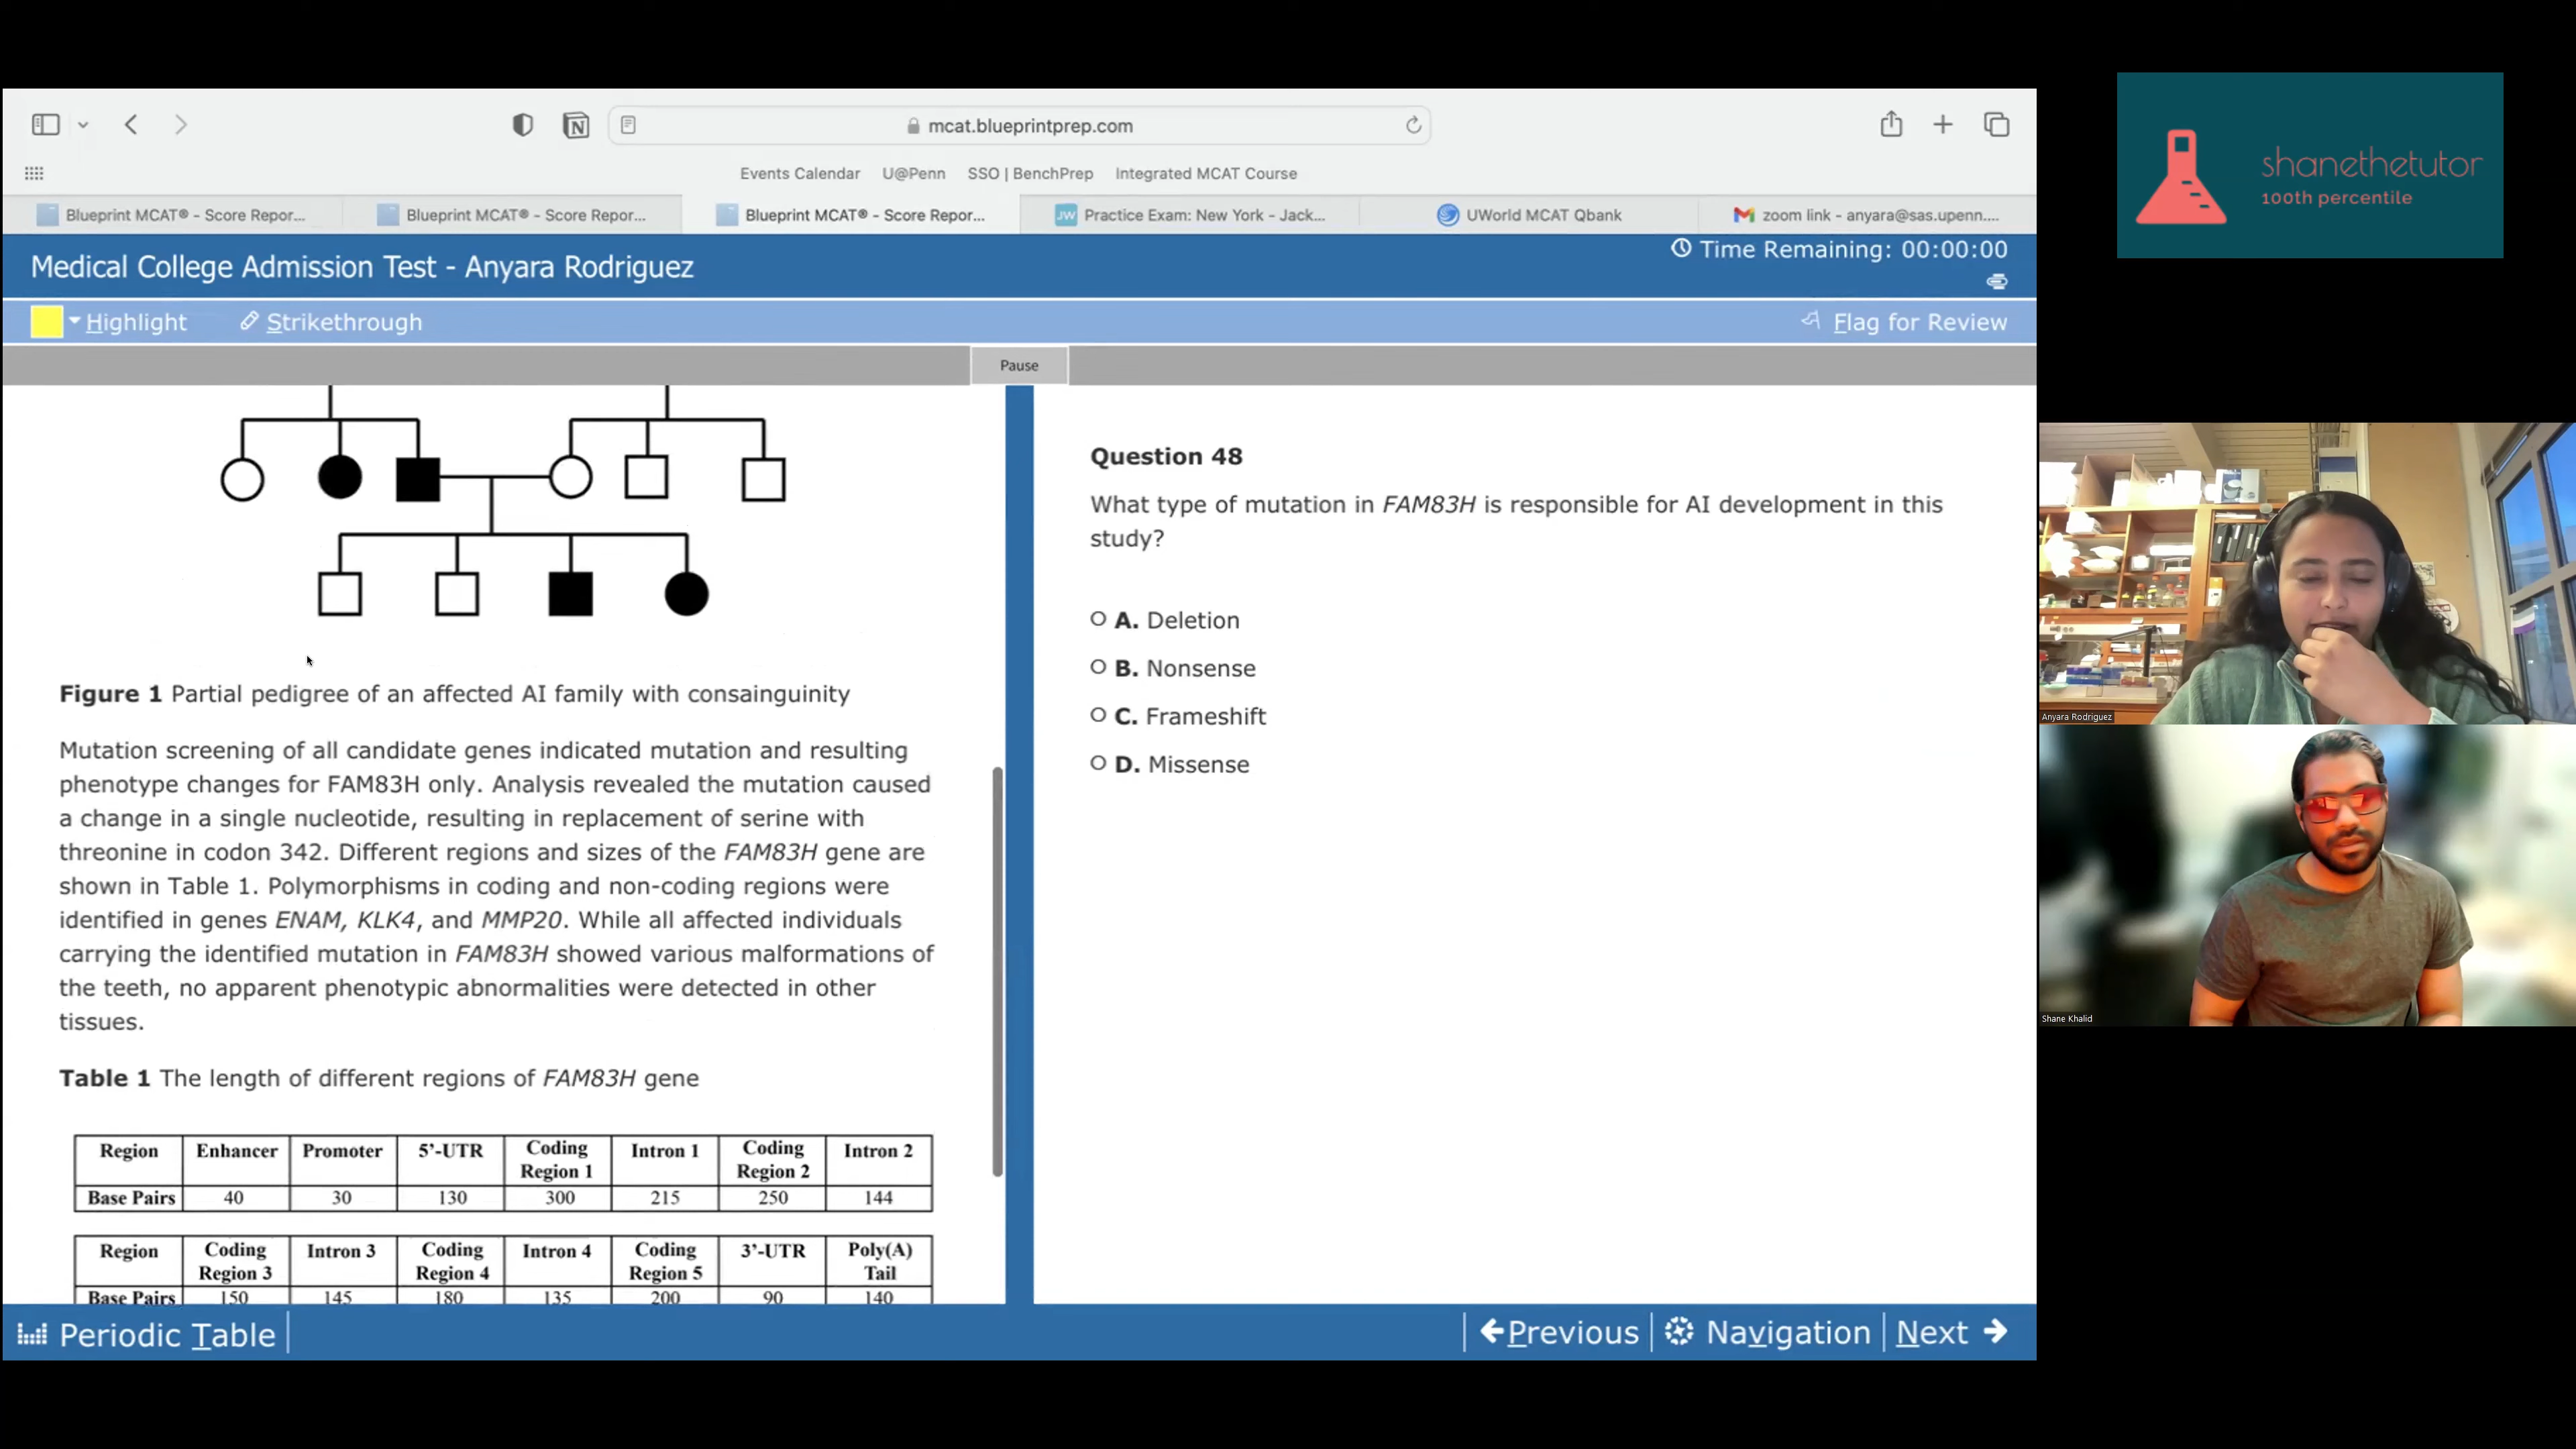 mcat.blueprintprep.com
Events Calendar U@Penn SSO | BenchPrep Integrated MCAT Course
Blueprint MCAT® - Score Repor... Blueprint MCAT® - Score Repor... Blueprint MCAT® - Score Repor... JW Practice Exam: New York - Jack... UWorld MCAT Qbank zoom link - anyara@sas.upenn....
Medical College Admission Test - Anyara Rodriguez
Time Remaining: 00:00:00
Highlight Strikethrough Flag for Review
Pause
Figure 1 Partial pedigree of an affected AI family with consainguinity
Mutation screening of all candidate genes indicated mutation and resulting
phenotype changes for FAM83H only. Analysis revealed the mutation caused
a change in a single nucleotide, resulting in replacement of serine with
threonine in codon 342. Different regions and sizes of the FAM83H gene are
shown in Table 1. Polymorphisms in coding and non-coding regions were
identified in genes ENAM, KLK4, and MMP20. While all affected individuals
carrying the identified mutation in FAM83H showed various malformations of
the teeth, no apparent phenotypic abnormalities were detected in other
tissues.
Table 1 The length of different regions of FAM83H gene
Region Enhancer Promoter 5'-UTR Coding Region 1 Intron 1 Coding Region 2 Intron 2
Base Pairs 40 30 130 300 215 250 144
Region Coding Region 3 Intron 3 Coding Region 4 Intron 4 Coding Region 5 3'-UTR Poly(A) Tail
Base Pairs 150 145 180 135 200 90 140
Question 48
What type of mutation in FAM83H is responsible for AI development in this
study?
A. Deletion
B. Nonsense
C. Frameshift
D. Missense
Periodic Table Previous Navigation Next
shanethetutor
100th percentile
Anyara Rodriguez
Shane Khalid